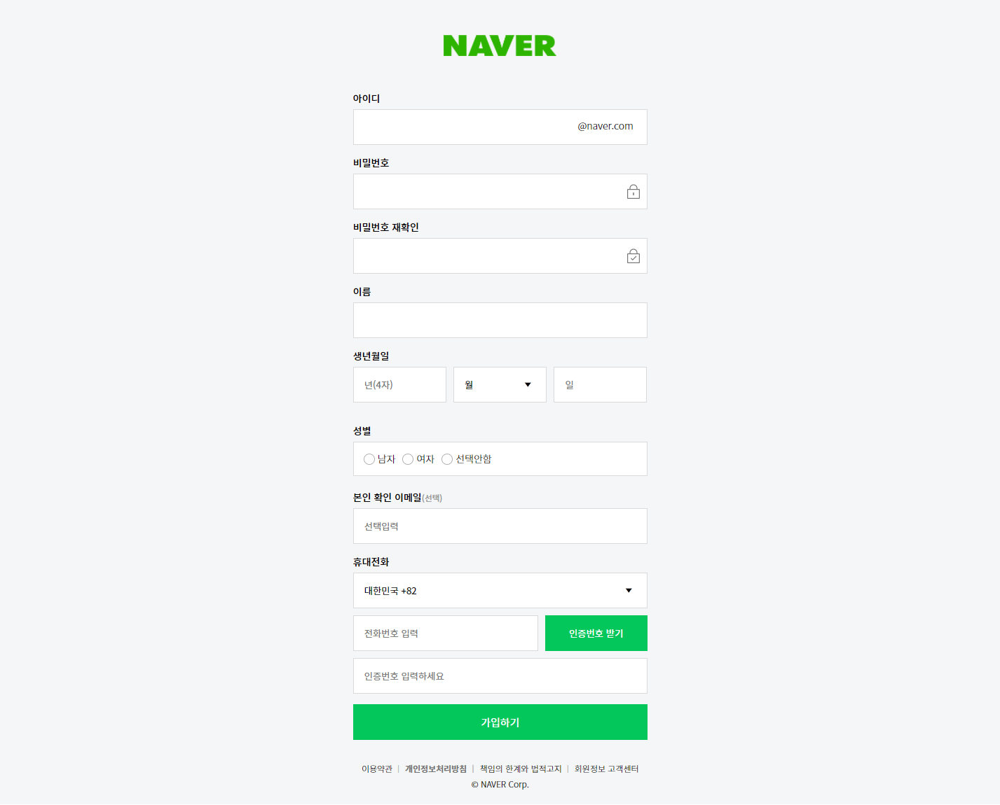 NAVER
아이디
@naver.com
비밀번호
비밀번호 재확인
이름
생년월일
년(4자) 월 일
성별
남자 여자 선택안함
본인 확인 이메일(선택)
선택입력
휴대전화
대한민국 +82
전화번호 입력 인증번호 받기
인증번호 입력하세요
가입하기
이용약관 | 개인정보처리방침 | 책임의 한계와 법적고지 | 회원정보 고객센터
© NAVER Corp.